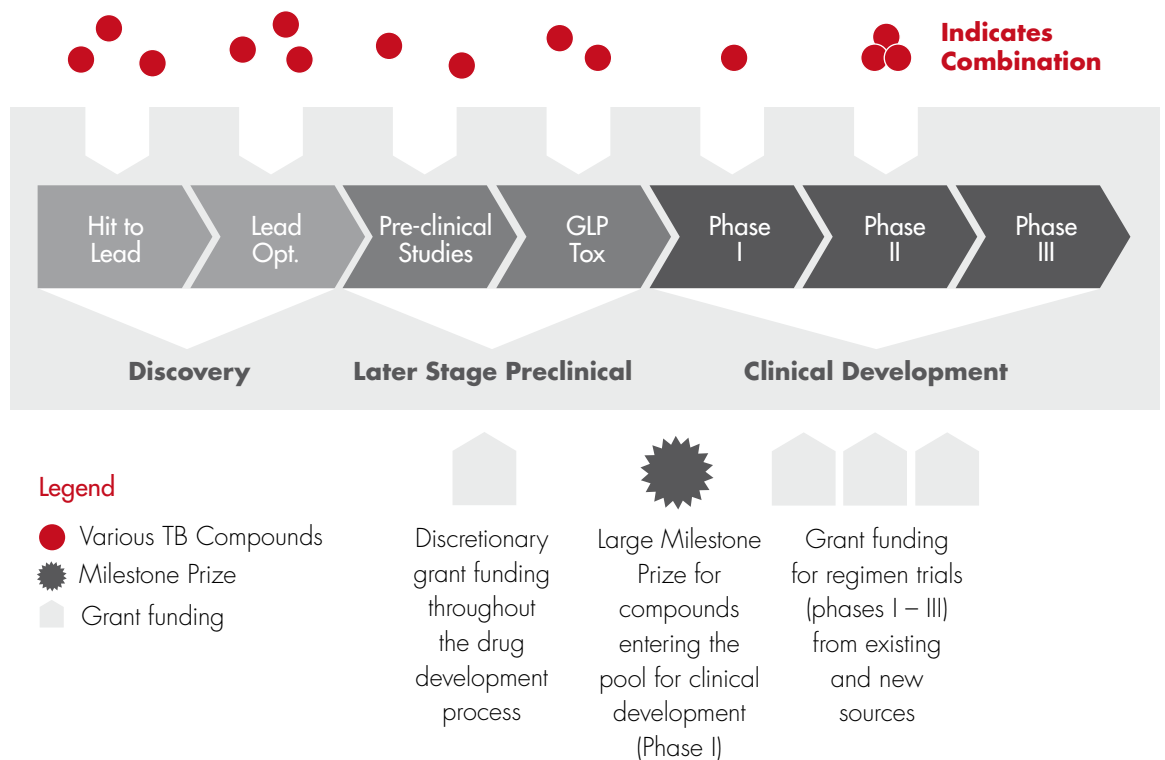 Indicates
Combination
Hit to
Lead
Lead
Opt.
Pre-clinical
Studies
GLP
Tox
Phase
I
Phase
II
Phase
III
Discovery
Later Stage Preclinical
Clinical Development
Legend
Various TB Compounds
Milestone Prize
Grant funding
Discretionary
grant funding
throughout
the drug
development
process
Large Milestone
Prize for
compounds
entering the
pool for clinical
development
(Phase I)
Grant funding
for regimen trials
(phases I – III)
from existing
and new
sources